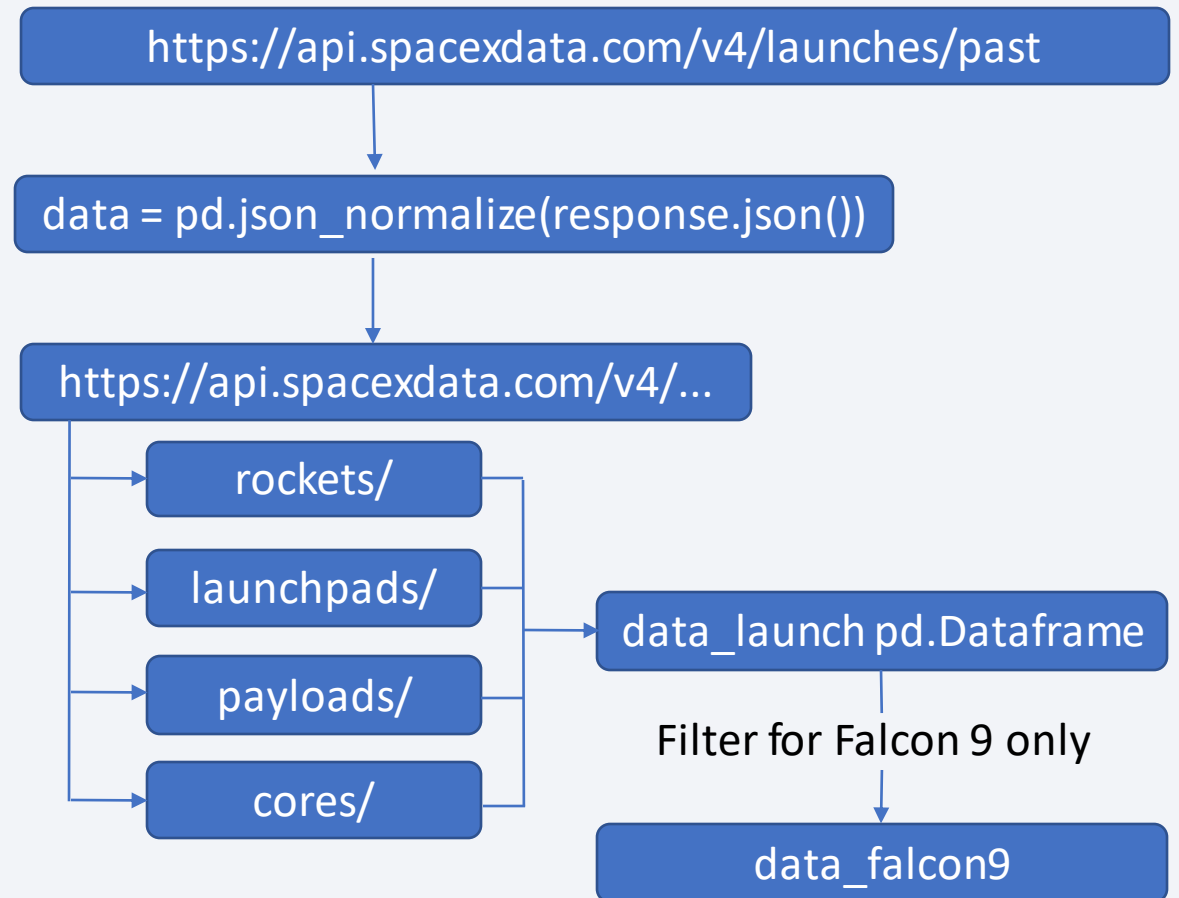 https://api.spacexdata.com/v4/launches/past
data = pd.json_normalize(response.json())
https://api.spacexdata.com/v4/...
rockets/
launchpads/
payloads/
cores/
data_launch pd.Dataframe
Filter for Falcon 9 only
data_falcon9